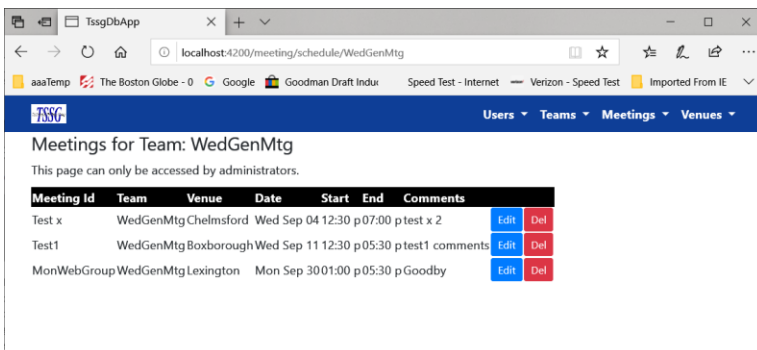 TssgDbApp
localhost:4200/meeting/schedule/WedGenMtg
aaaTemp The Boston Globe - 0 G Google Goodman Draft Induc Speed Test - Internet Verizon - Speed Test Imported From IE
TSSG Users Teams Meetings Venues
Meetings for Team: WedGenMtg
This page can only be accessed by administrators.
Meeting Id Team Venue Date Start End Comments
Test x WedGenMtg Chelmsford Wed Sep 04 12:30 p 07:00 p test x 2 Edit Del
Test1 WedGenMtg Boxborough Wed Sep 11 12:30 p 05:30 p test1 comments Edit Del
MonWebGroup WedGenMtg Lexington Mon Sep 30 01:00 p 05:30 p Goodby Edit Del